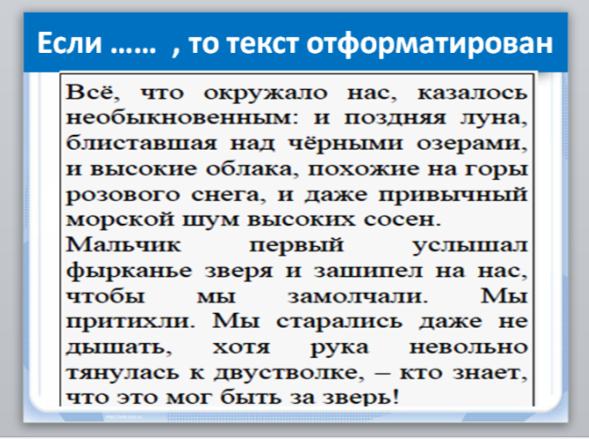 Если ...... , то текст отформатирован
Всё, что окружало нас, казалось
необыкновенным: и поздняя луна,
блиставшая над чёрными озерами,
и высокие облака, похожие на горы
розового снега, и даже привычный
морской шум высоких сосен.
Мальчик первый услышал
фырканье зверя и зашипел на нас,
чтобы мы замолчали. Мы
притихли. Мы старались даже не
дышать, хотя рука невольно
тянулась к двустволке, – кто знает,
что это мог быть за зверь!